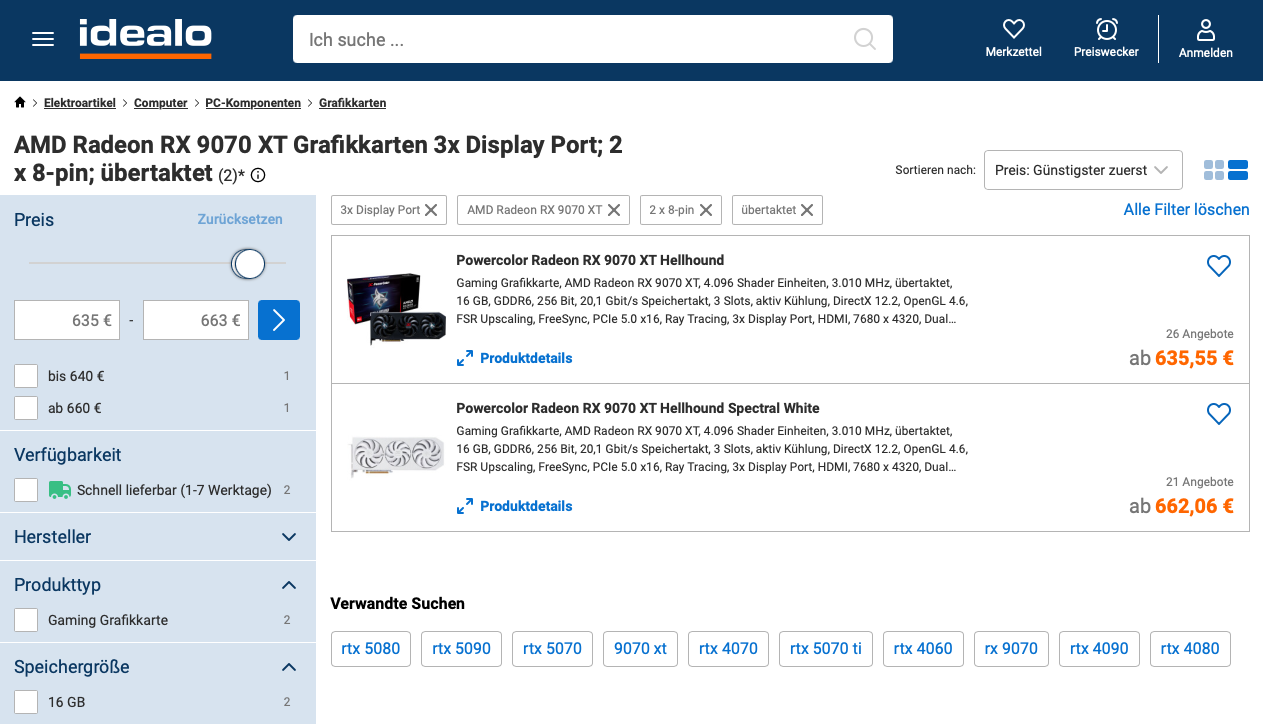 idealo
Ich suche ...
Merkzettel
Preiswecker
Anmelden
Elektroartikel > Computer > PC-Komponenten > Grafikkarten
AMD Radeon RX 9070 XT Grafikkarten 3x Display Port; 2
x 8-pin; übertaktet (2)*
Sortieren nach:
Preis: Günstigster zuerst
Preis
Zurücksetzen
635 € - 663 €
bis 640 € 1
ab 660 € 1
Verfügbarkeit
Schnell lieferbar (1-7 Werktage) 2
Hersteller
Produkttyp
Gaming Grafikkarte 2
Speichergröße
16 GB 2
3x Display Port
AMD Radeon RX 9070 XT
2 x 8-pin
übertaktet
Alle Filter löschen
Powercolor Radeon RX 9070 XT Hellhound
Gaming Grafikkarte, AMD Radeon RX 9070 XT, 4.096 Shader Einheiten, 3.010 MHz, übertaktet,
16 GB, GDDR6, 256 Bit, 20,1 Gbit/s Speichertakt, 3 Slots, aktiv Kühlung, DirectX 12.2, OpenGL 4.6,
FSR Upscaling, FreeSync, PCIe 5.0 x16, Ray Tracing, 3x Display Port, HDMI, 7680 x 4320, Dual…
Produktdetails
26 Angebote
ab 635,55 €
Powercolor Radeon RX 9070 XT Hellhound Spectral White
Gaming Grafikkarte, AMD Radeon RX 9070 XT, 4.096 Shader Einheiten, 3.010 MHz, übertaktet,
16 GB, GDDR6, 256 Bit, 20,1 Gbit/s Speichertakt, 3 Slots, aktiv Kühlung, DirectX 12.2, OpenGL 4.6,
FSR Upscaling, FreeSync, PCIe 5.0 x16, Ray Tracing, 3x Display Port, HDMI, 7680 x 4320, Dual…
Produktdetails
21 Angebote
ab 662,06 €
Verwandte Suchen
rtx 5080
rtx 5090
rtx 5070
9070 xt
rtx 4070
rtx 5070 ti
rtx 4060
rx 9070
rtx 4090
rtx 4080